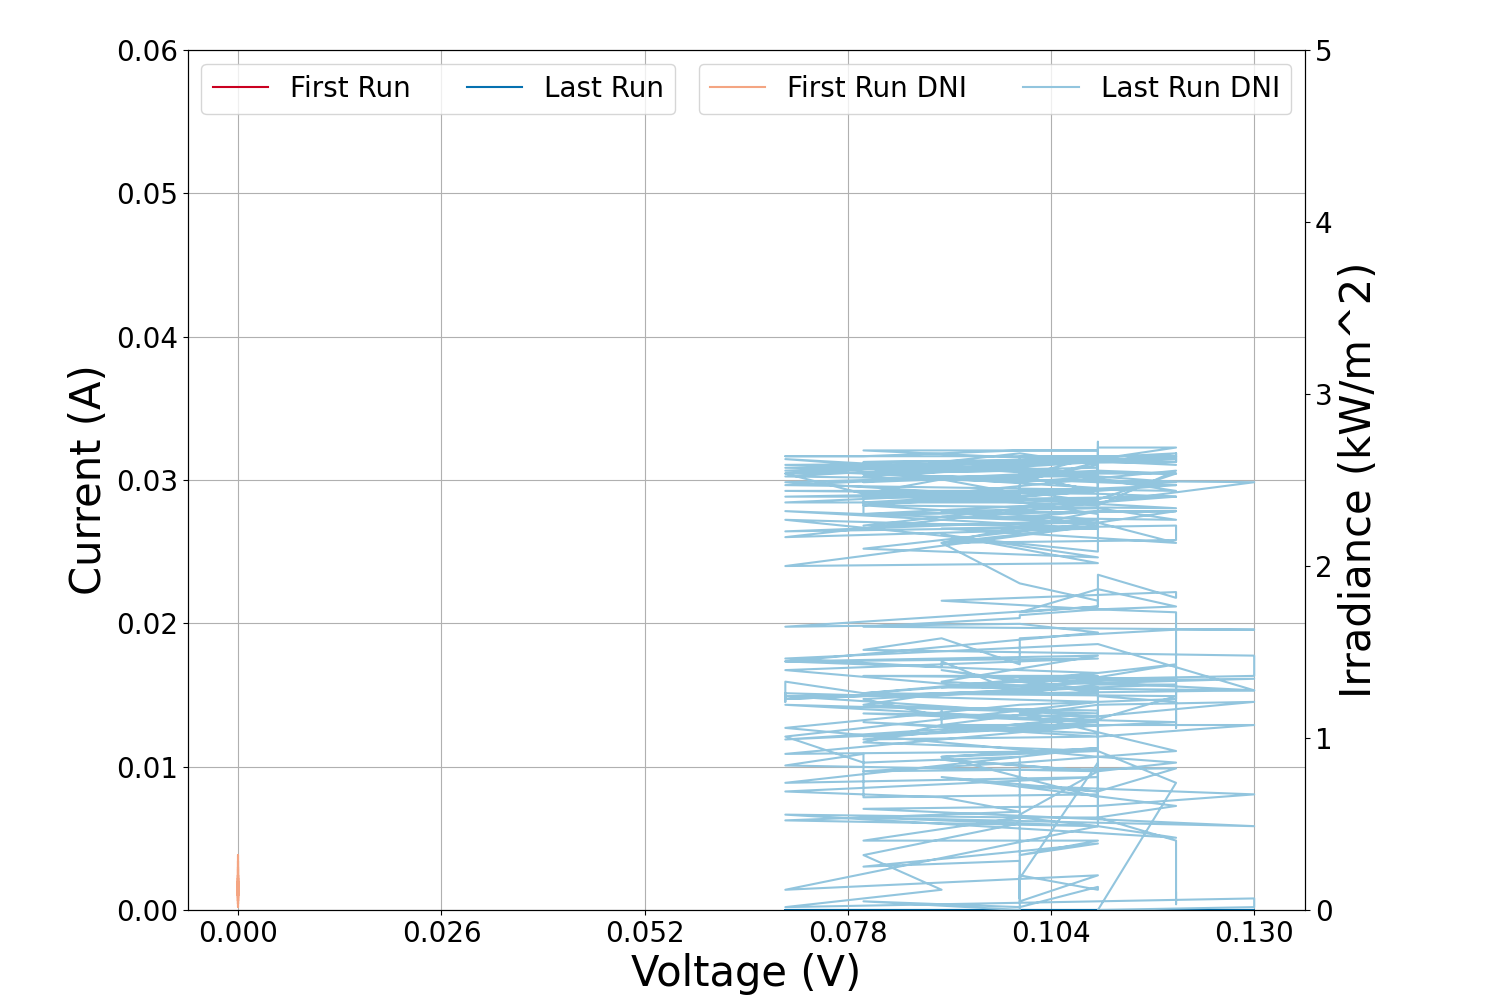 First Run
Last Run
First Run DNI
Last Run DNI
0.06
0.05
0.04
0.03
0.02
0.01
0.00
Current (A)
5
4
3
2
1
0
Irradiance (kW/m^2)
0.000
0.026
0.052
0.078
0.104
0.130
Voltage (V)